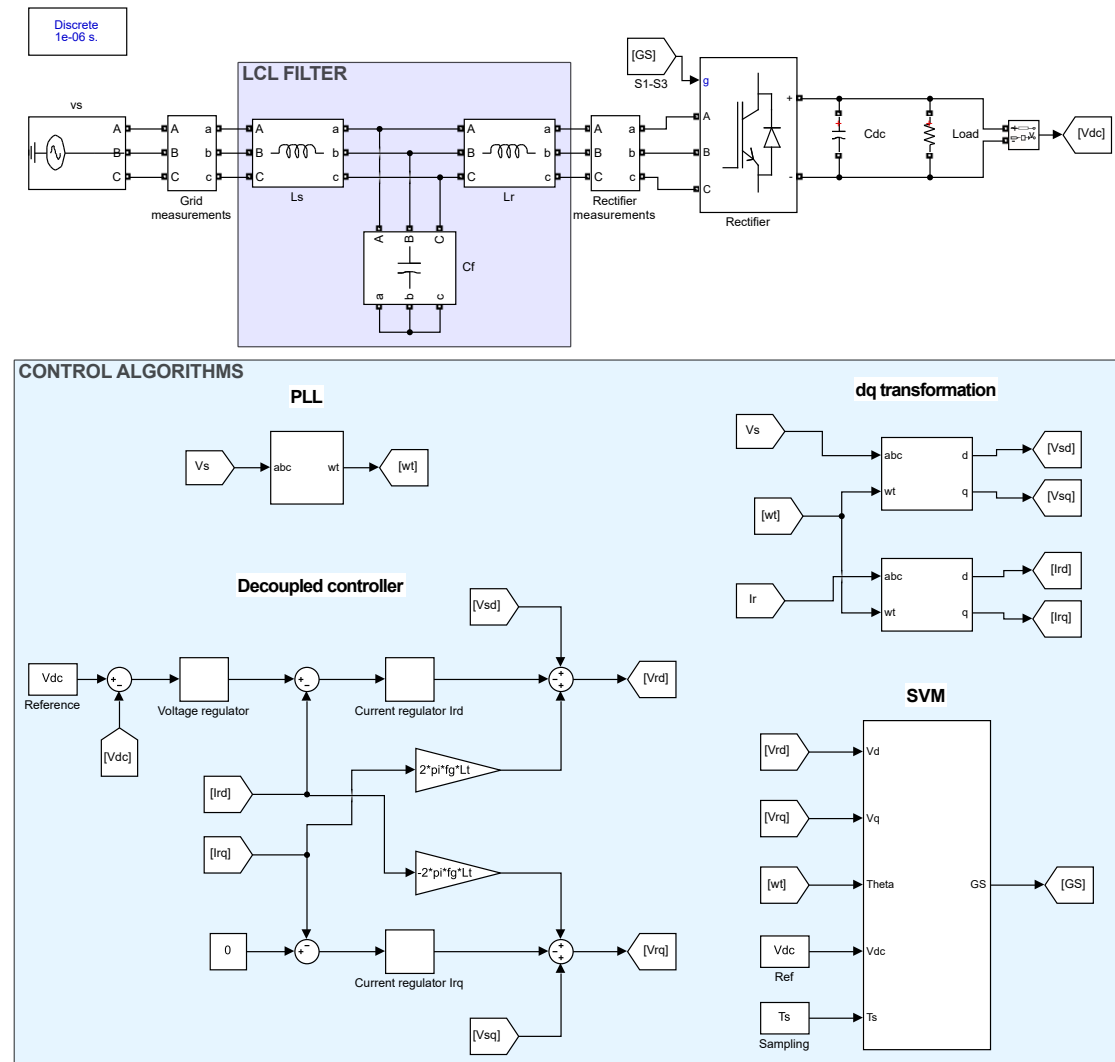 Discrete
1e-06 s.
LCL FILTER
[GS]
S1-S3
g
vs
A
B
C
A
B
C
a
b
c
Grid
measurements
A
B
C
a
b
c
Ls
A
B
C
a
b
c
Lr
A
B
C
a
b
c
Rectifier
measurements
A
B
C
+
-
Rectifier
Cdc
Load
[Vdc]
A
B
C
a
b
c
Cf
CONTROL ALGORITHMS
PLL
Vs
abc
wt
[wt]
dq transformation
Vs
abc
wt
d
q
[Vsd]
[Vsq]
[wt]
Ir
abc
wt
d
q
[Ird]
[Irq]
Decoupled controller
[Vsd]
Vdc
Reference
[Vdc]
Voltage regulator
Current regulator Ird
[Vrd]
2*pi*fg*Lt
[Ird]
[Irq]
-2*pi*fg*Lt
0
Current regulator Irq
[Vrq]
[Vsq]
SVM
[Vrd]
Vd
[Vrq]
Vq
[wt]
Theta
GS
[GS]
Vdc
Ref
Vdc
Ts
Sampling
Ts